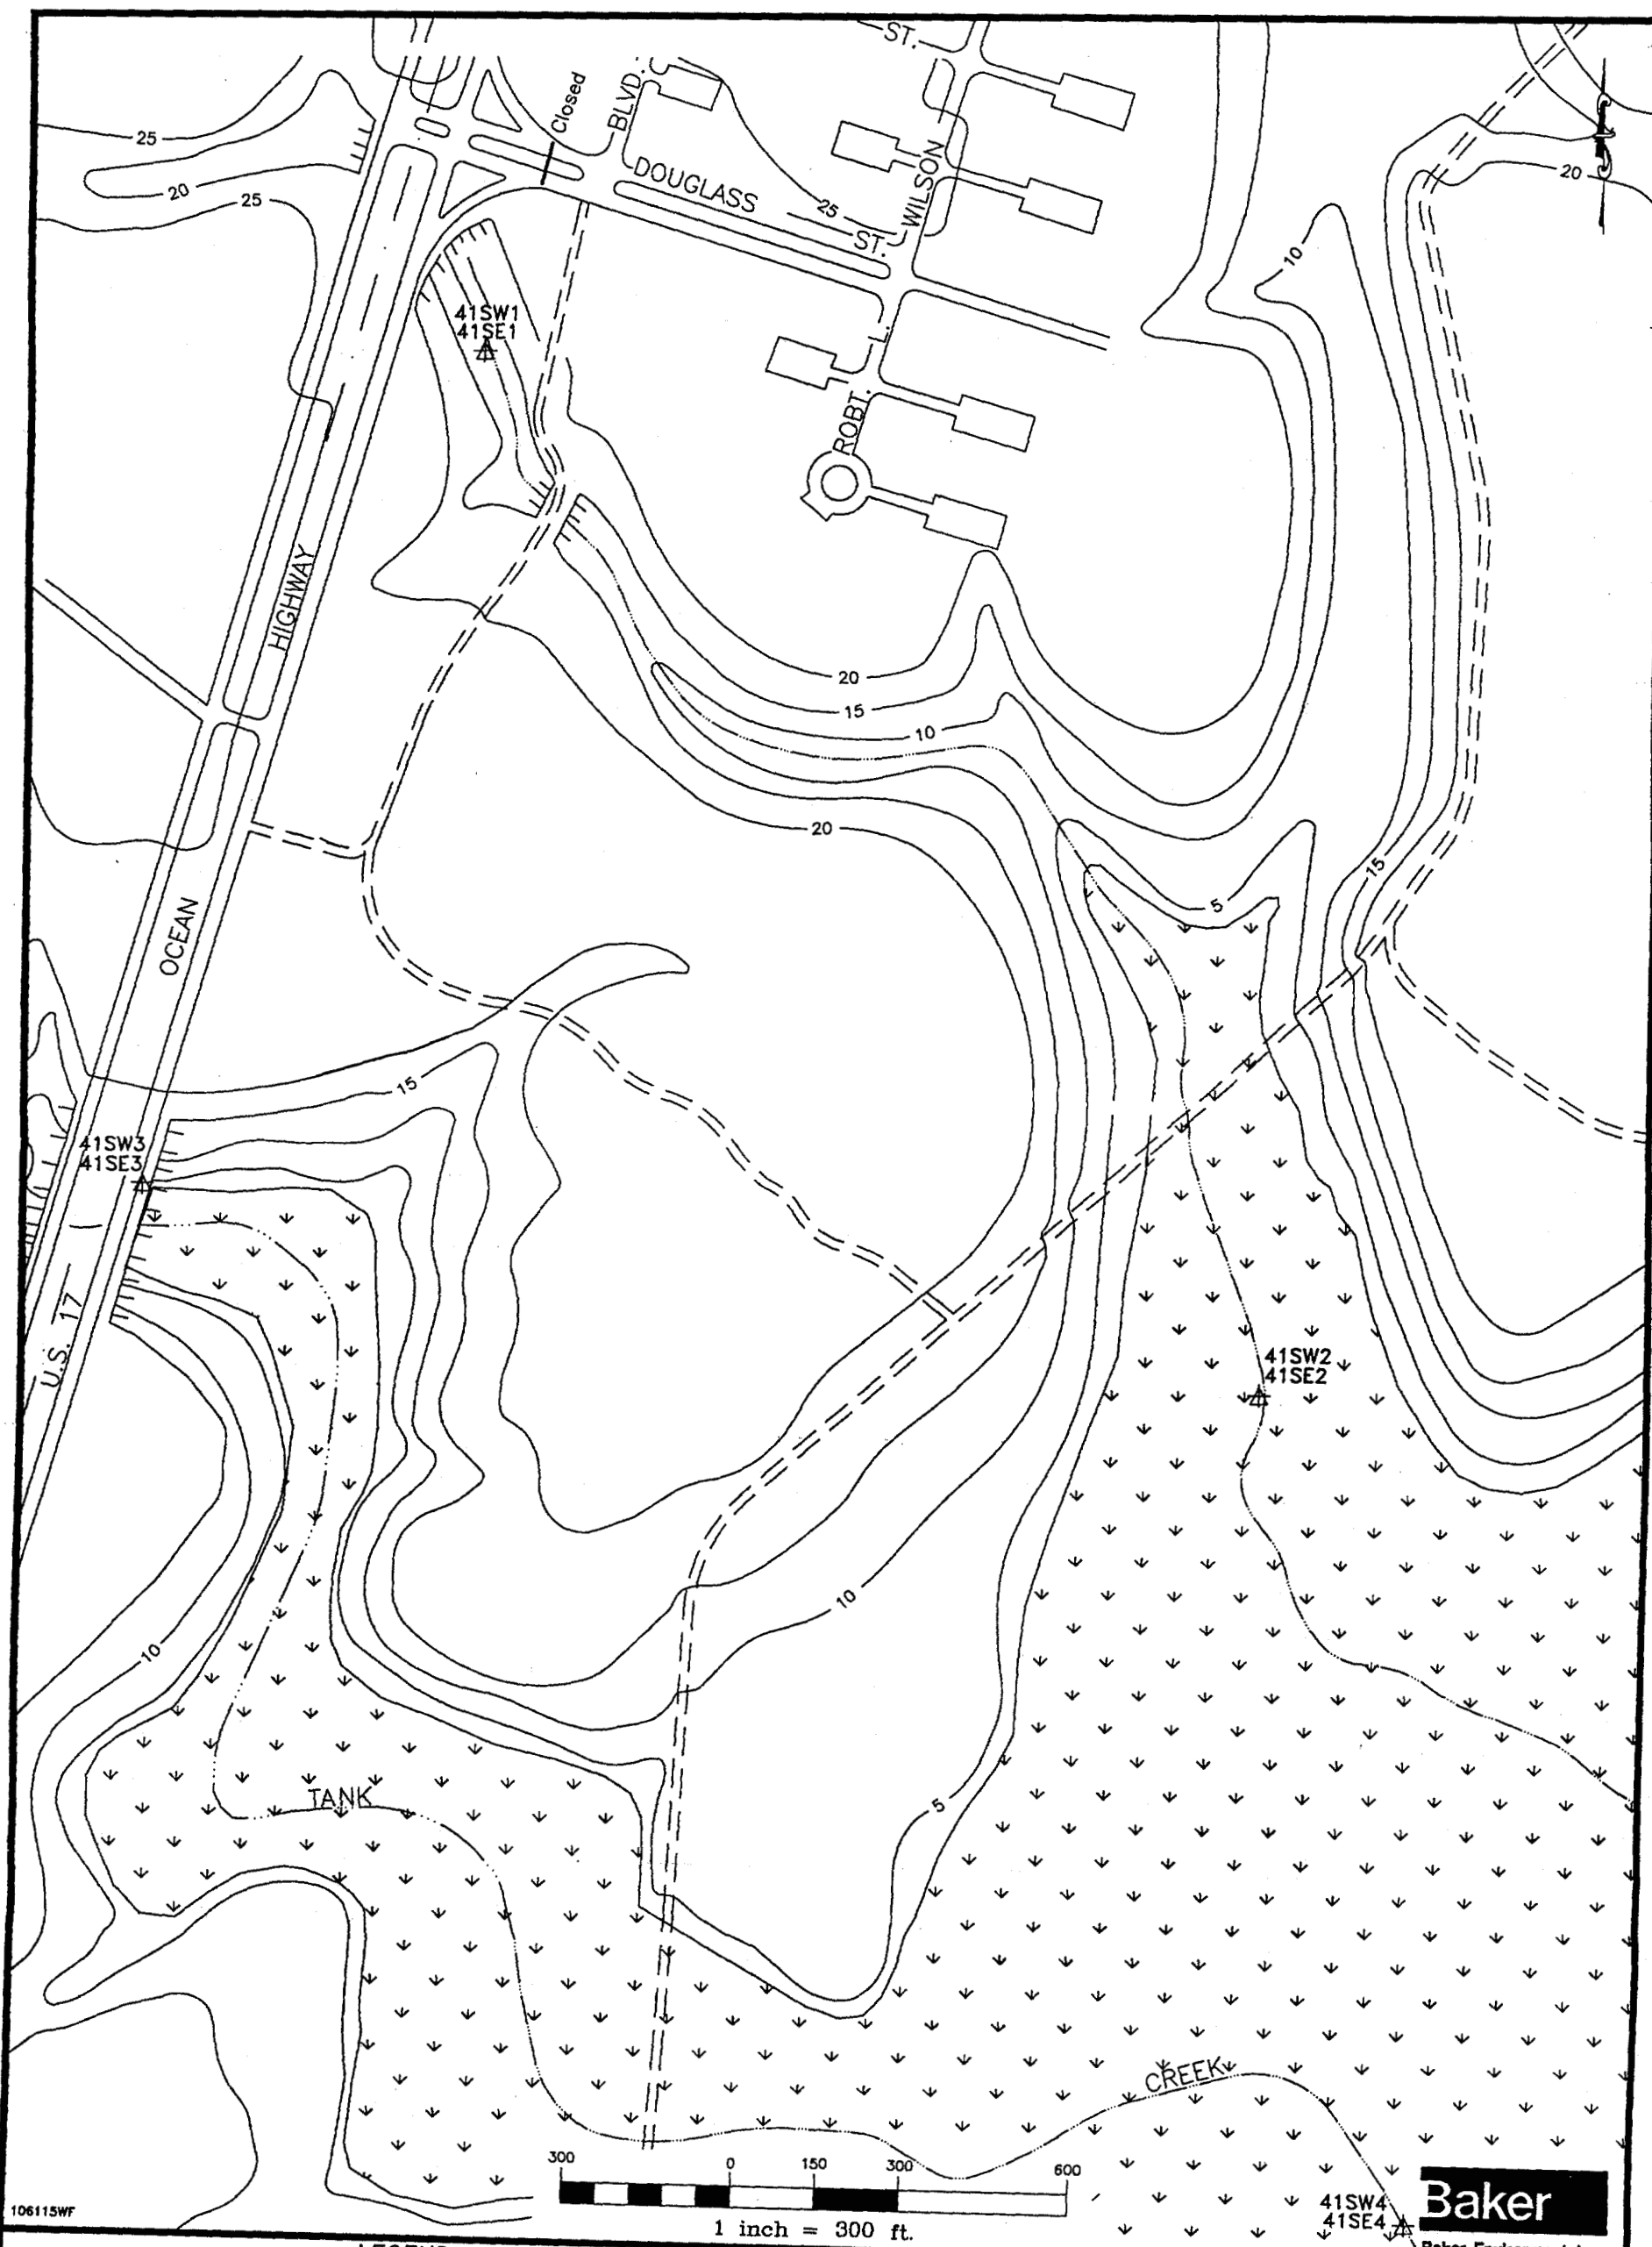 ST.
Closed
BLVD.
25
20
25
DOUGLASS
ST.
25
WILSON
L.
ROBT.
10
20
41SW1
41SE1
HIGHWAY
20
15
10
20
5
15
OCEAN
15
41SW3
41SE3
U.S. 17
41SW2
41SE2
10
10
5
TANK
CREEK
300 0 150 300 600
1 inch = 300 ft.
41SW4
41SE4
Baker
106115WF